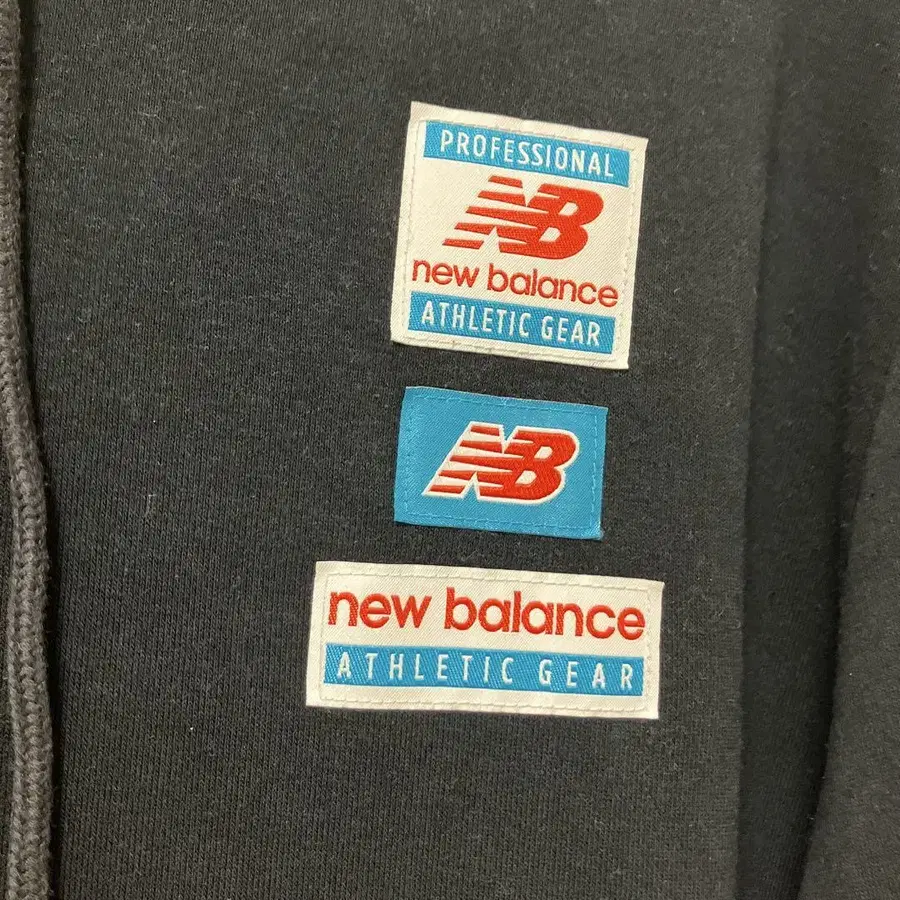 PROFESSIONAL
NB
new balance
ATHLETIC GEAR
NB
new balance
ATHLETIC GEAR